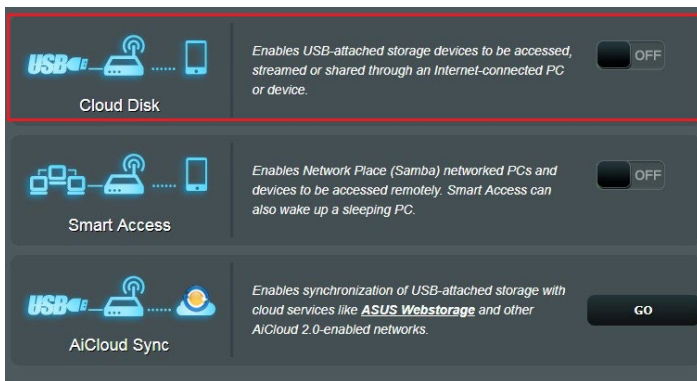 USB
Cloud Disk
Enables USB-attached storage devices to be accessed,
streamed or shared through an Internet-connected PC
or device.
OFF
Smart Access
Enables Network Place (Samba) networked PCs and
devices to be accessed remotely. Smart Access can
also wake up a sleeping PC.
OFF
USB
AiCloud Sync
Enables synchronization of USB-attached storage with
cloud services like ASUS Webstorage and other
AiCloud 2.0-enabled networks.
GO